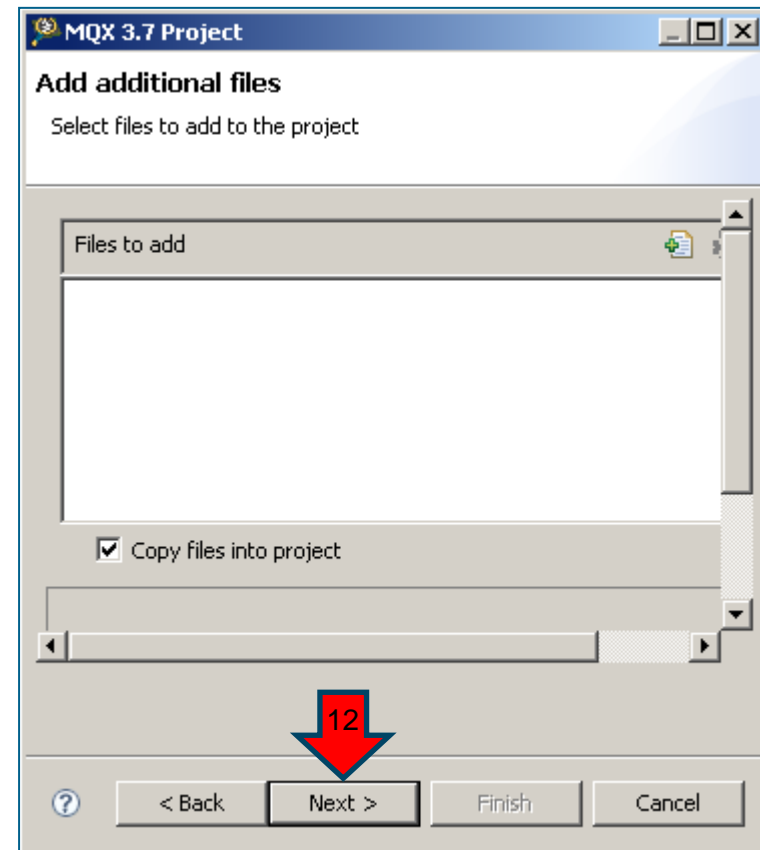 MQX 3.7 Project
Add additional files
Select files to add to the project
Files to add
Copy files into project
12
? < Back Next > Finish Cancel